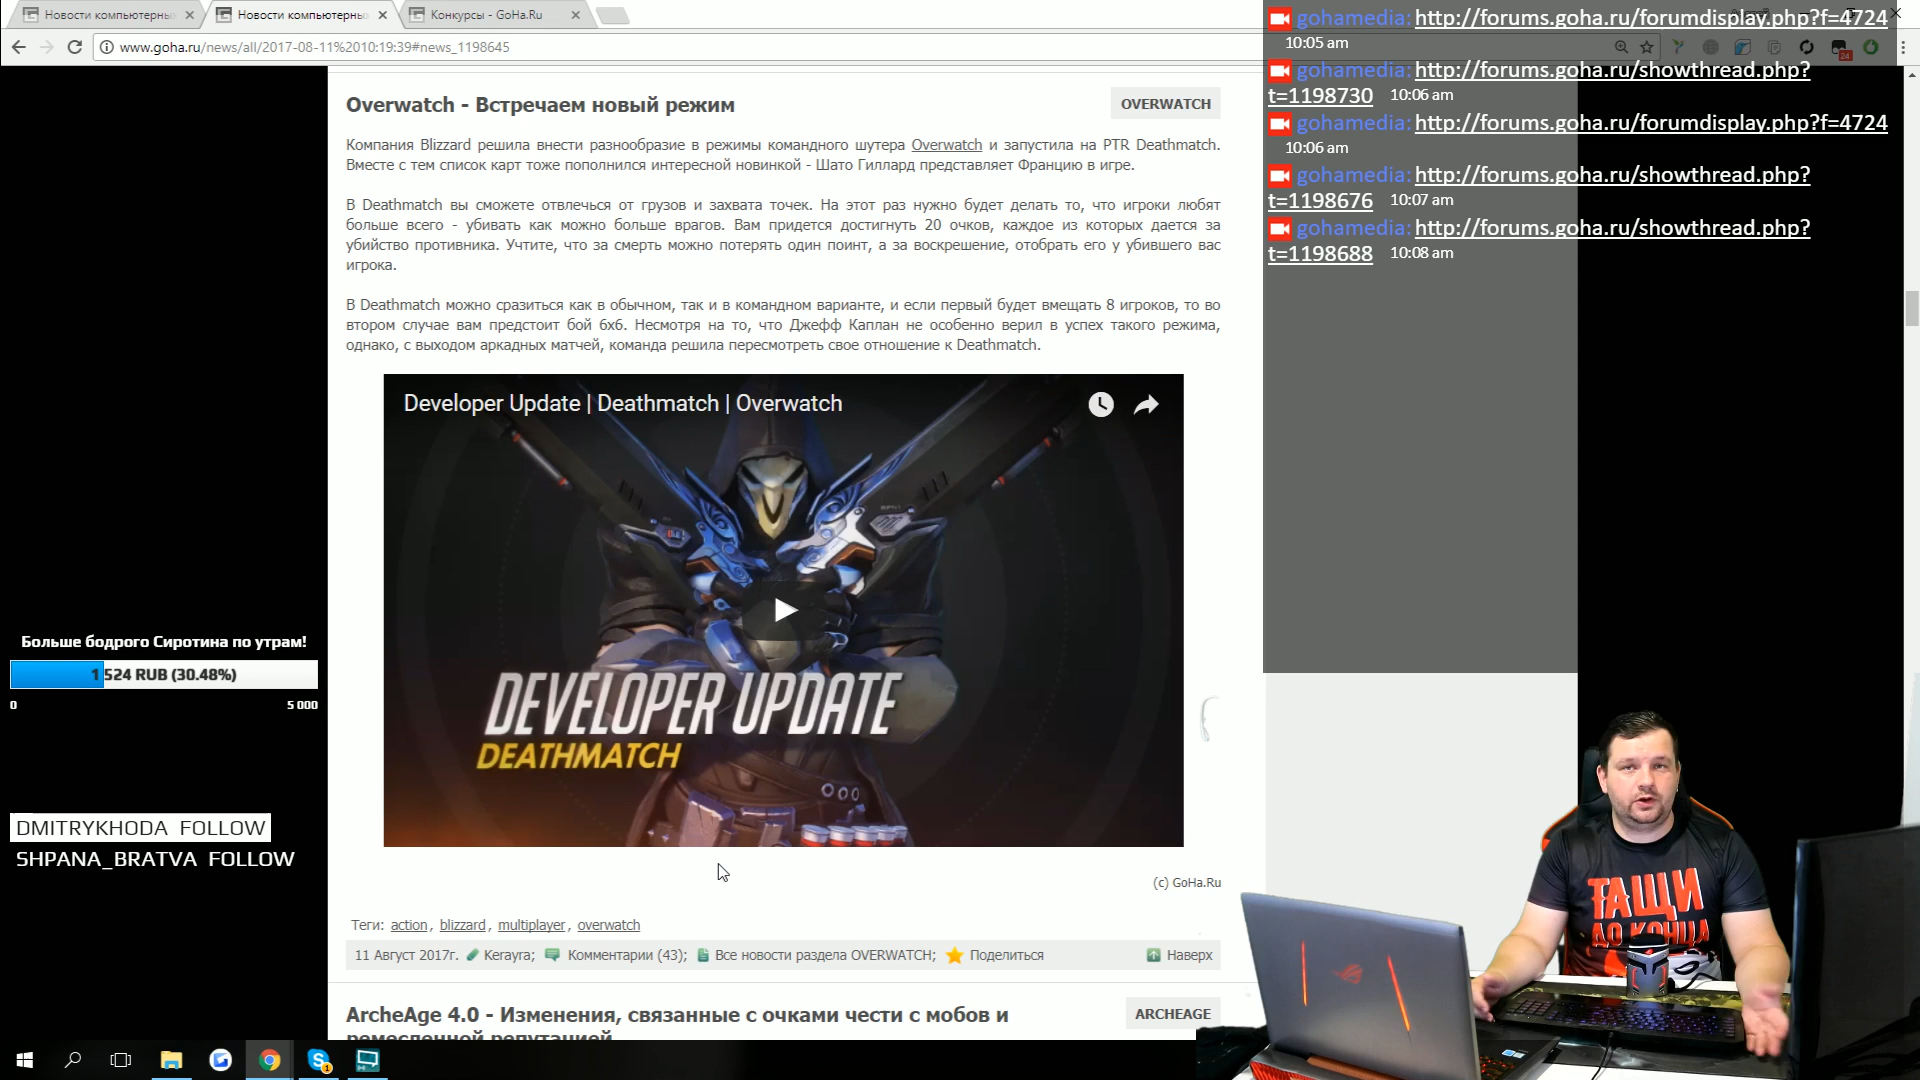 Новости компьютерны
Новости компьютерны
Конкурсы - GoHa.Ru
www.goha.ru/news/all/2017-08-11%2010:19:39#news_1198645
Overwatch - Встречаем новый режим
OVERWATCH
Компания Blizzard решила внести разнообразие в режимы командного шутера Overwatch и запустила на PTR Deathmatch.
Вместе с тем список карт тоже пополнился интересной новинкой - Шато Гиллард представляет Францию в игре.
В Deathmatch вы сможете отвлечься от грузов и захвата точек. На этот раз нужно будет делать то, что игроки любят
больше всего - убивать как можно больше врагов. Вам придется достигнуть 20 очков, каждое из которых дается за
убийство противника. Учтите, что за смерть можно потерять один поинт, а за воскрешение, отобрать его у убившего вас
игрока.
В Deathmatch можно сразиться как в обычном, так и в командном варианте, и если первый будет вмещать 8 игроков, то во
втором случае вам предстоит бой 6х6. Несмотря на то, что Джефф Каплан не особенно верил в успех такого режима,
однако, с выходом аркадных матчей, команда решила пересмотреть свое отношение к Deathmatch.
Developer Update | Deathmatch | Overwatch
DEVELOPER UPDATE
DEATHMATCH
(c) GoHa.Ru
Теги: action, blizzard, multiplayer, overwatch
11 Август 2017г. Kerayra; Комментарии (43); Все новости раздела OVERWATCH; Поделиться
Наверх
ArcheAge 4.0 - Изменения, связанные с очками чести с мобов и
ремесленной репутацией
ARCHEAGE
gohamedia: http://forums.goha.ru/forumdisplay.php?f=4724
10:05 am
gohamedia: http://forums.goha.ru/showthread.php?
t=1198730 10:06 am
gohamedia: http://forums.goha.ru/forumdisplay.php?f=4724
10:06 am
gohamedia: http://forums.goha.ru/showthread.php?
t=1198676 10:07 am
gohamedia: http://forums.goha.ru/showthread.php?
t=1198688 10:08 am
Больше бодрого Сиротина по утрам!
1 524 RUB (30.48%)
0
5 000
DMITRYKHODA FOLLOW
SHPANA_BRATVA FOLLOW
ТАЩИ
ДО КОНЦА
24
1